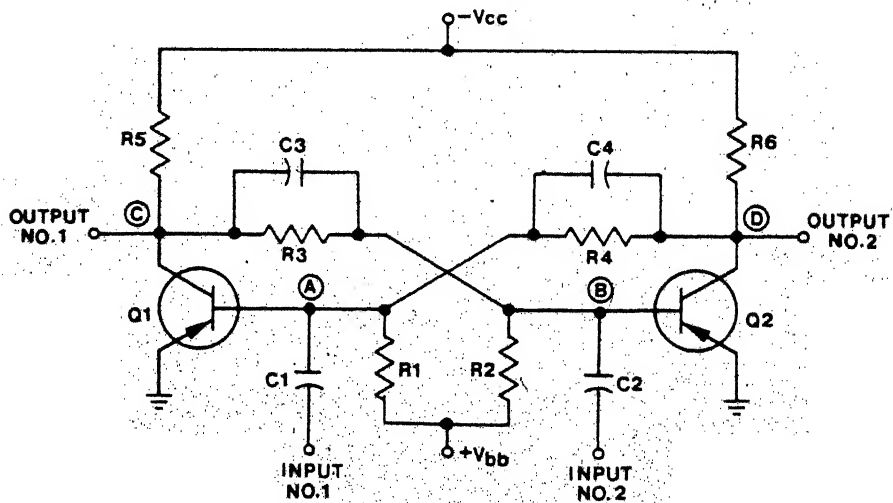 -Vcc
R5
C3
C4
R6
OUTPUT
NO.1
C
R3
R4
D
OUTPUT
NO.2
Q1
A
B
Q2
C1
R1
R2
C2
+Vbb
INPUT
NO.1
INPUT
NO.2